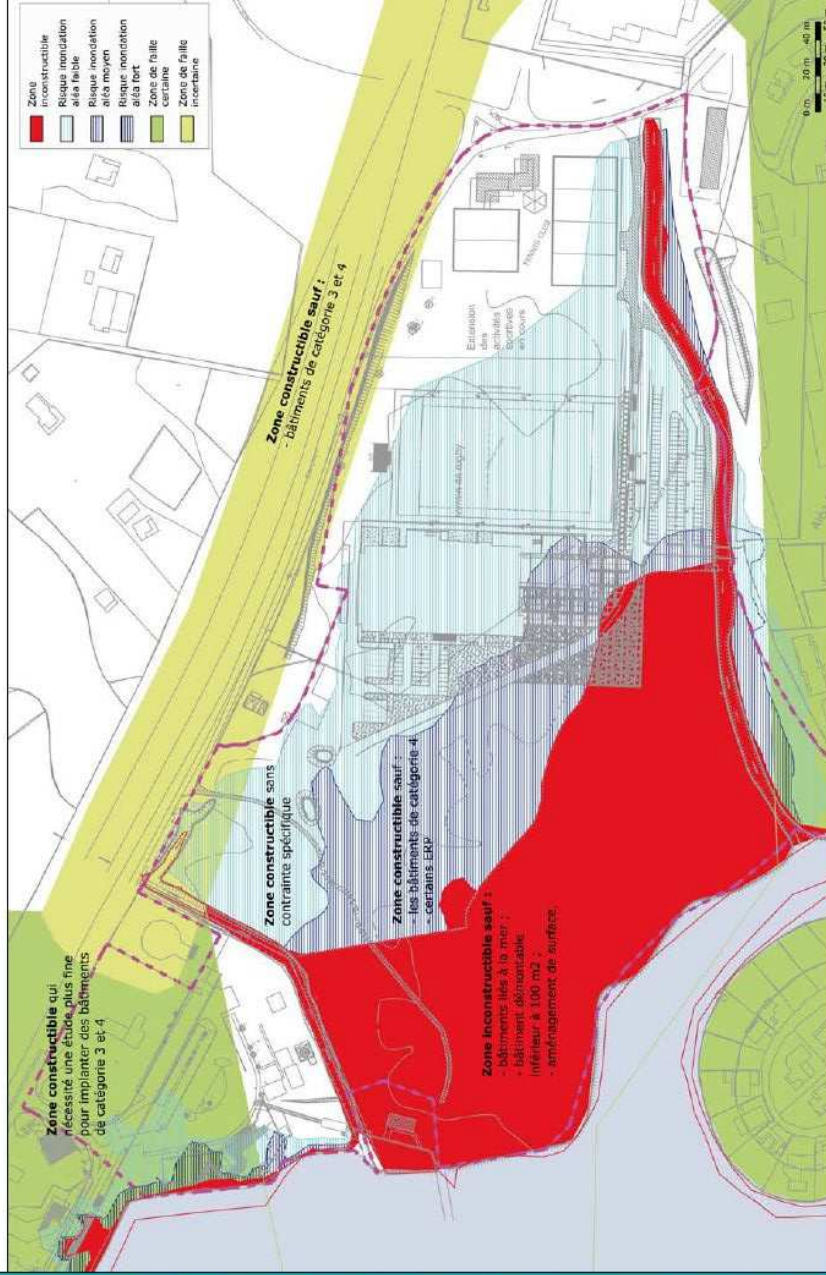 Zone
inconstructible
Risque inondation
aléa faible
Risque inondation
aléa moyen
Risque inondation
aléa fort
Zone de faille
certaine
Zone de faille
incertaine
Zone constructible qui
nécessité une étude plus fine
pour implanter des bâtiments
de catégorie 3 et 4
Zone constructible sauf :
- bâtiments de catégorie 3 et 4
Zone constructible sans
contrainte spécifique
Zone constructible sauf :
- les bâtiments de catégorie 4
- certains ERP
Zone inconstructible sauf :
- bâtiments liés à la mer ;
- bâtiment démontable
inférieur à 100 m2 ;
- aménagement de surface.
Extension
des
activités
sportives
en cours
TENNIS CLUB
0 m 20 m 40 m